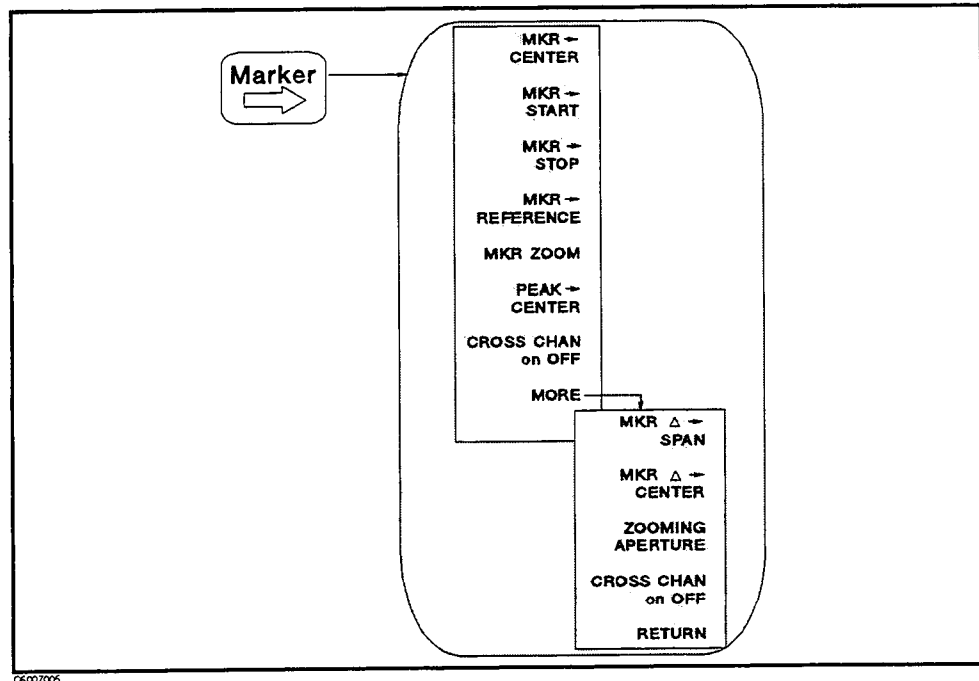 Marker
MKR →
CENTER
MKR →
START
MKR →
STOP
MKR →
REFERENCE
MKR ZOOM
PEAK →
CENTER
CROSS CHAN
on OFF
MORE
MKR Δ →
SPAN
MKR Δ →
CENTER
ZOOMING
APERTURE
CROSS CHAN
on OFF
RETURN
C6007005